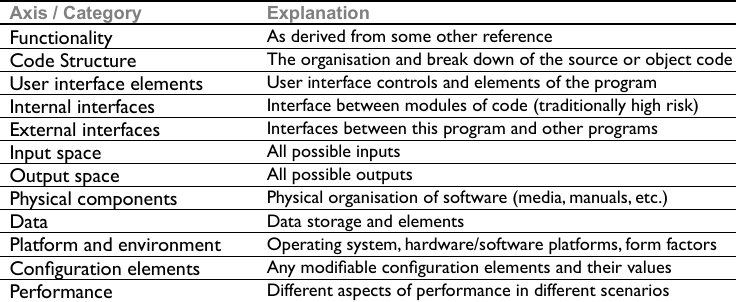 Axis / Category Explanation
Functionality As derived from some other reference
Code Structure The organisation and break down of the source or object code
User interface elements User interface controls and elements of the program
Internal interfaces Interface between modules of code (traditionally high risk)
External interfaces Interfaces between this program and other programs
Input space All possible inputs
Output space All possible outputs
Physical components Physical organisation of software (media, manuals, etc.)
Data Data storage and elements
Platform and environment Operating system, hardware/software platforms, form factors
Configuration elements Any modifiable configuration elements and their values
Performance Different aspects of performance in different scenarios